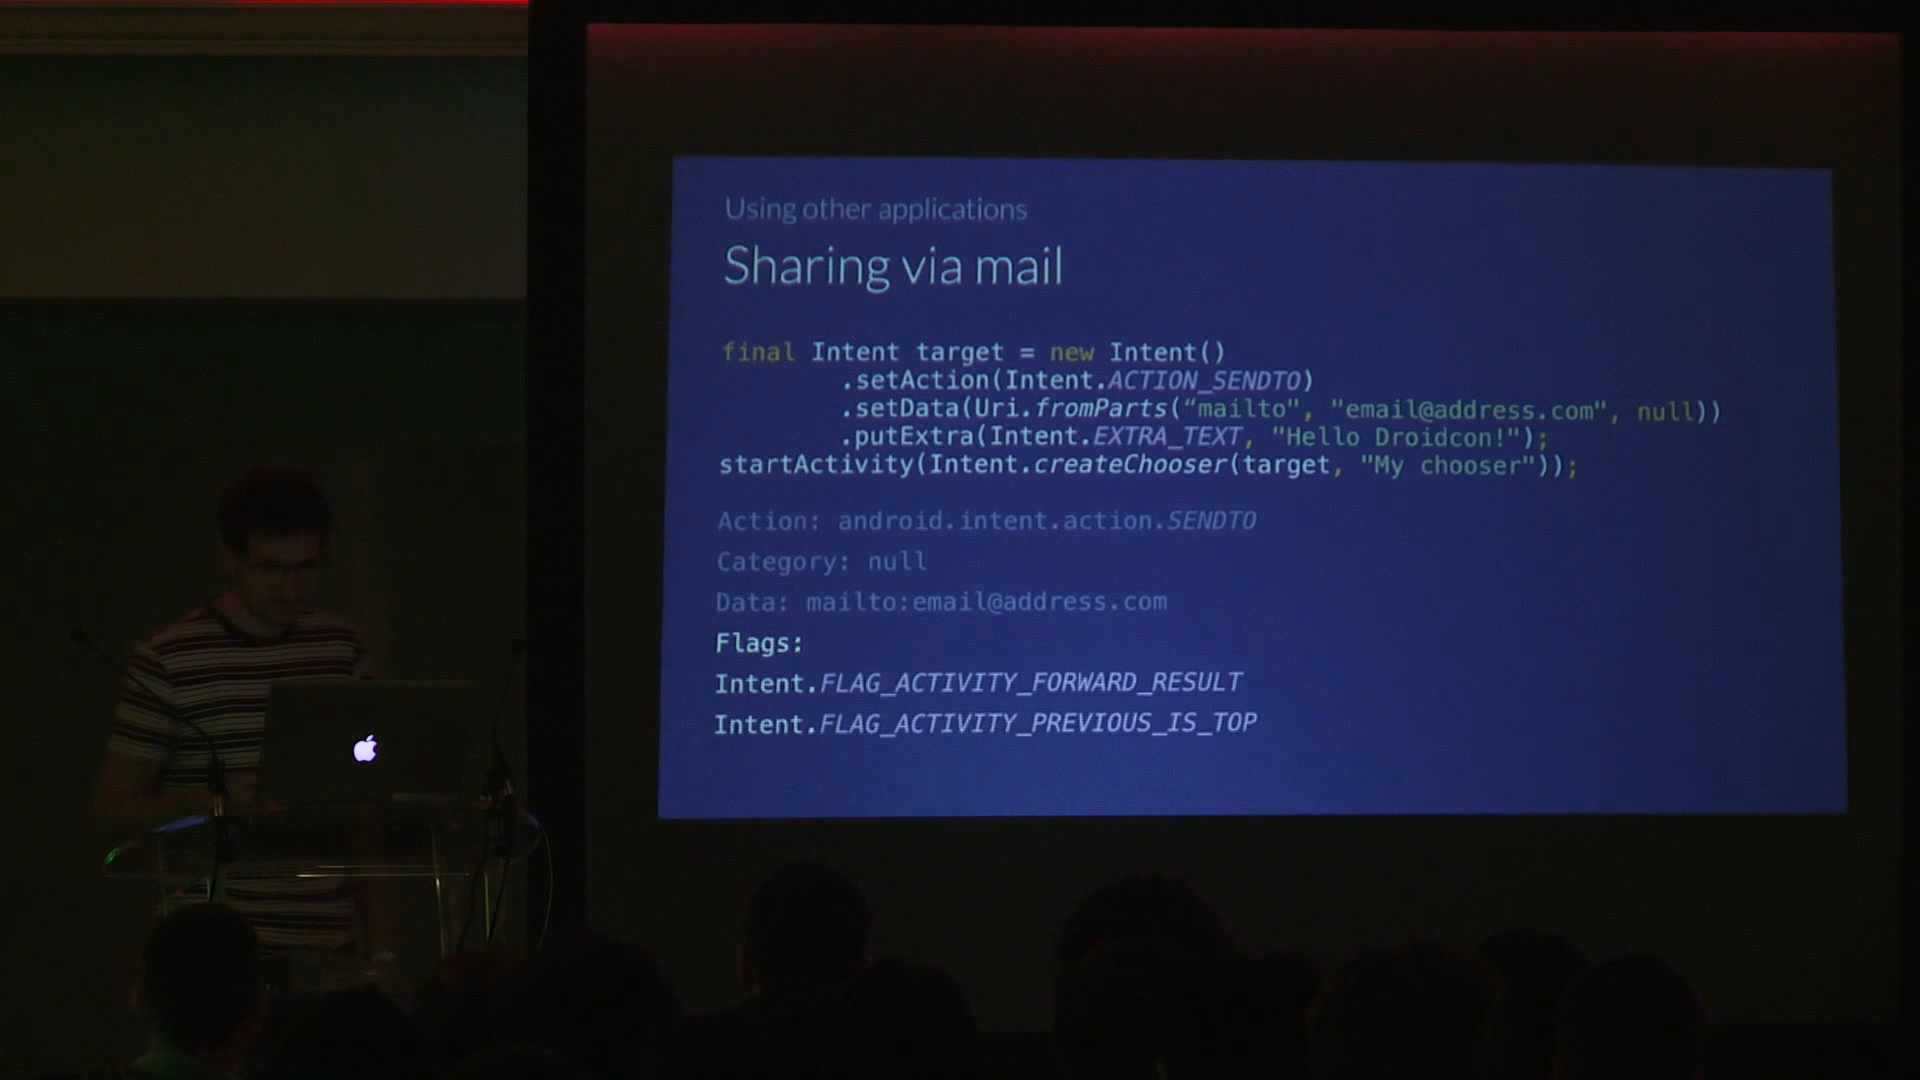 Using other applications
Sharing via mail
final Intent target = new Intent()
.setAction(Intent.ACTION_SENDTO)
.setData(Uri.fromParts(“mailto", "email@address.com", null))
.putExtra(Intent.EXTRA_TEXT, "Hello Droidcon!");
startActivity(Intent.createChooser(target, "My chooser"));
Action: android.intent.action.SENDTO
Category: null
Data: mailto:email@address.com
Flags:
Intent.FLAG_ACTIVITY_FORWARD_RESULT
Intent.FLAG_ACTIVITY_PREVIOUS_IS_TOP